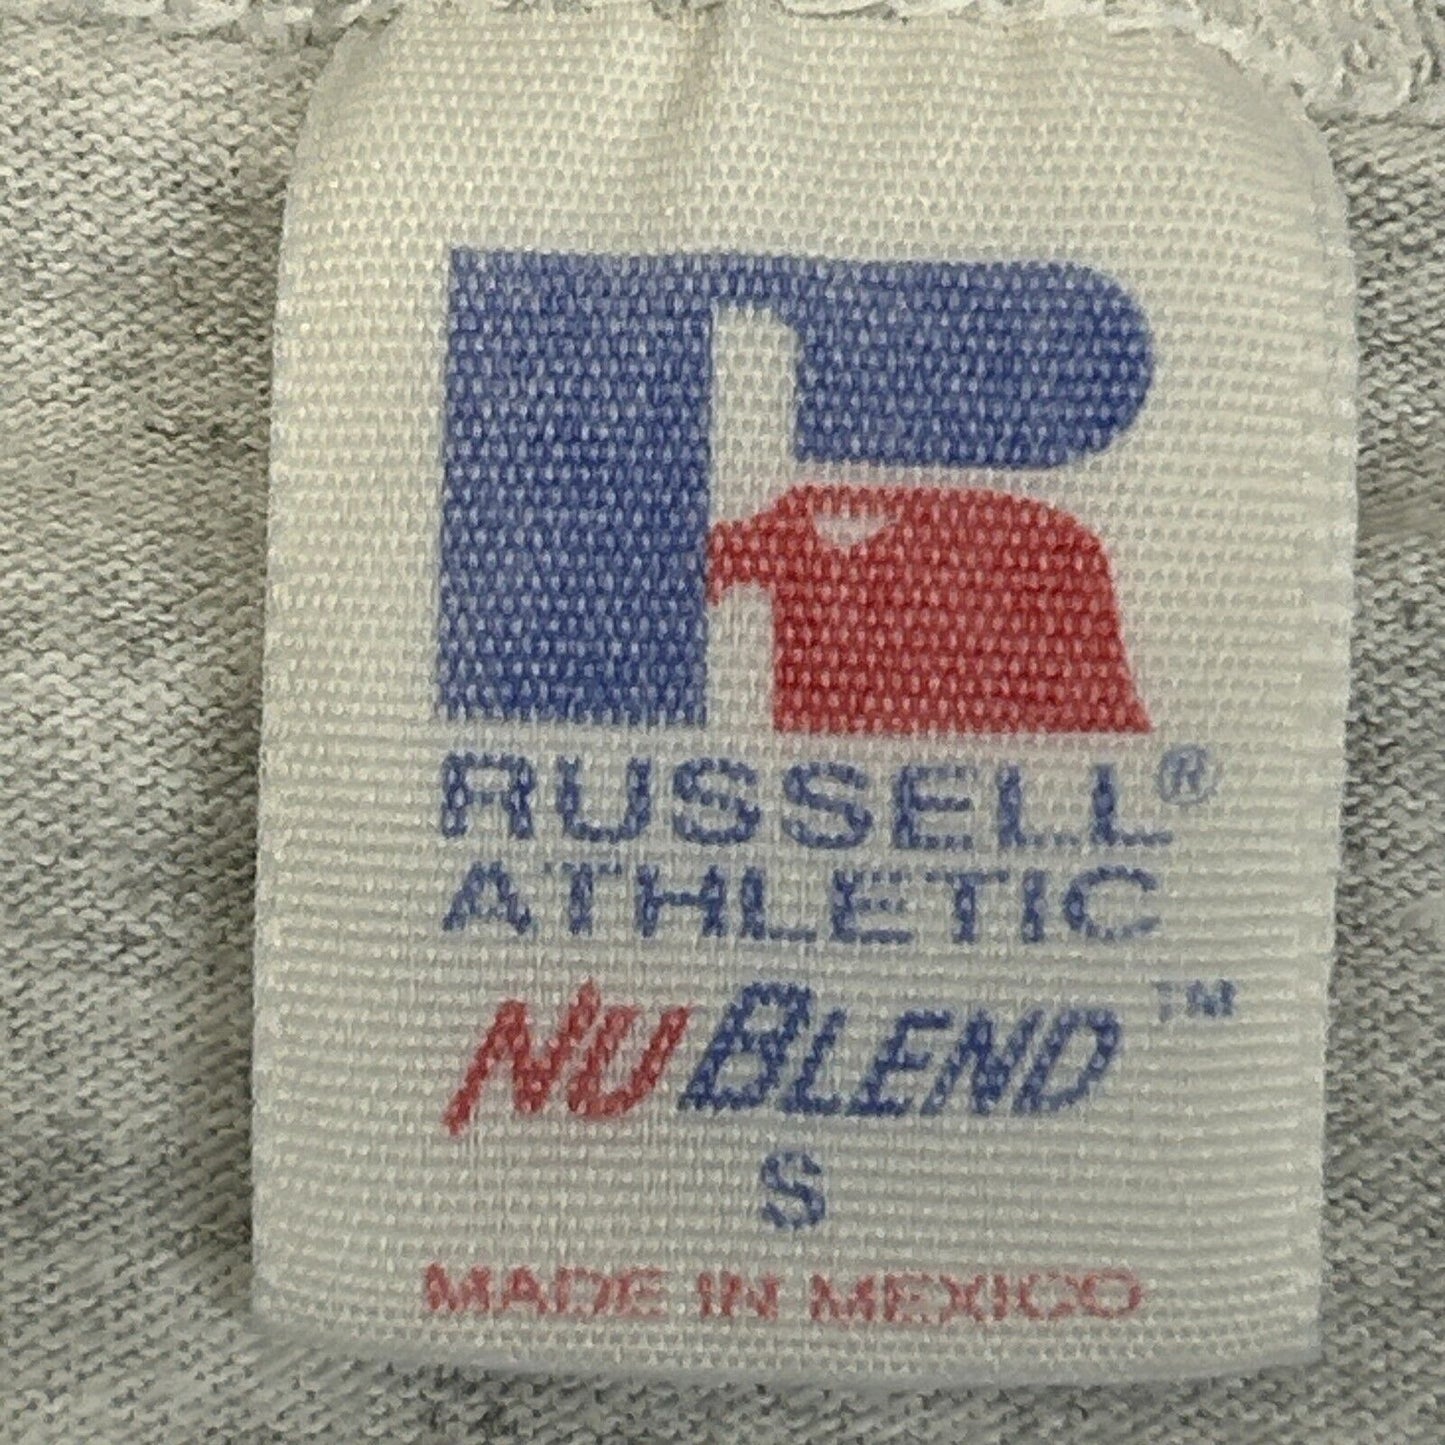 RUSSELL®
ATHLETIC
NUBLEND™
S
MADE IN MEXICO